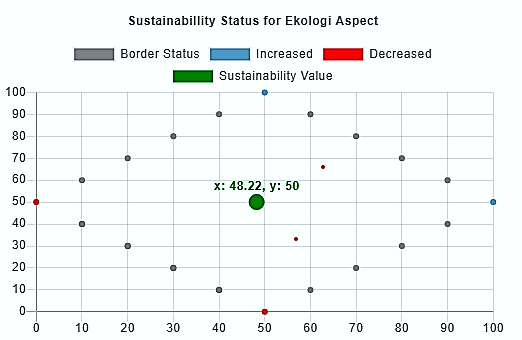 Sustainabillity Status for Ekologi Aspect
Border Status Increased Decreased
Sustainability Value
100
90
80
70
60
50
40
30
20
10
0
x: 48.22, y: 50
0 10 20 30 40 50 60 70 80 90 100